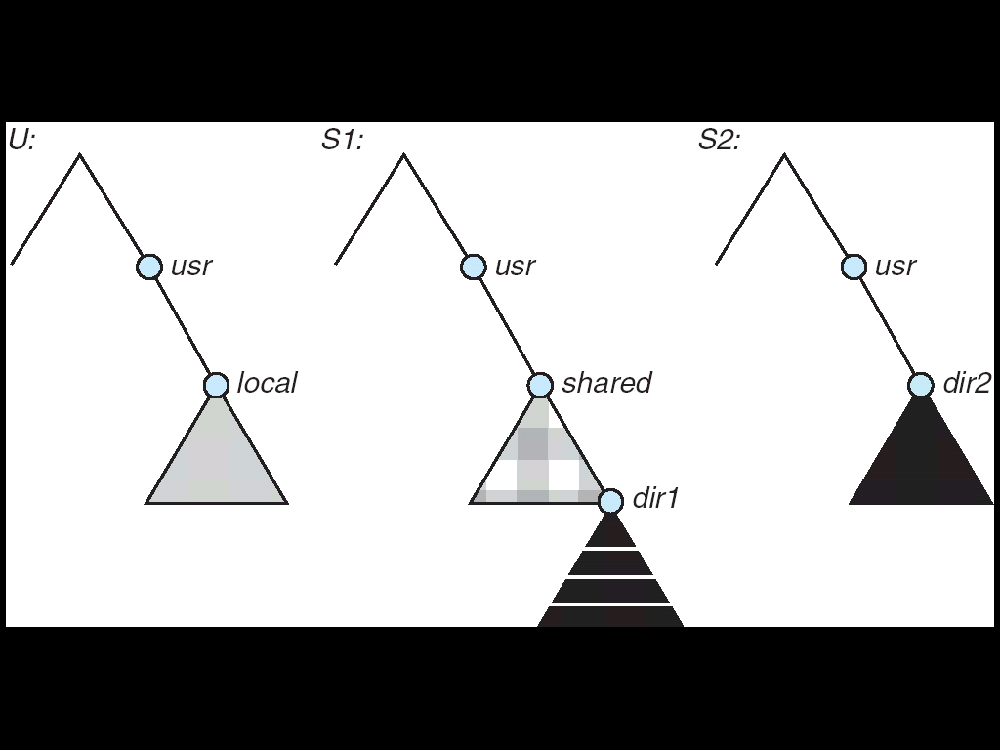 U:
S1:
S2:
usr
usr
usr
local
shared
dir2
dir1